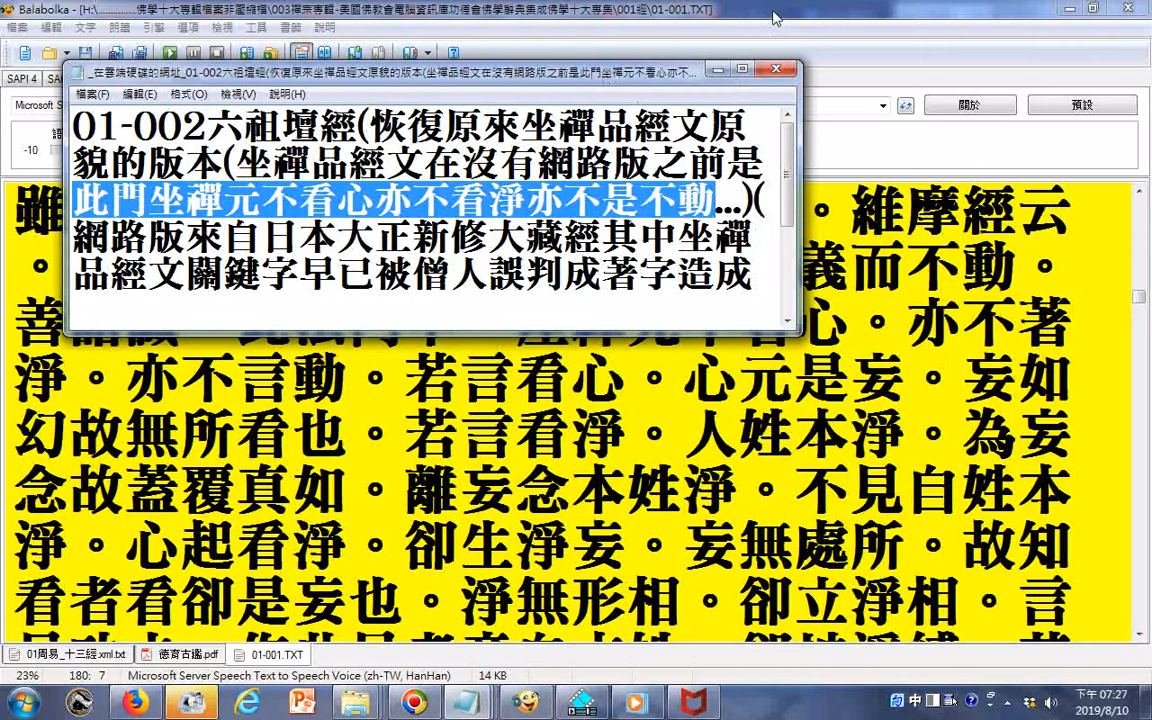 Balabolka - [H:\..............佛學十大專輯檔案非壓擬檔\003禪宗專輯-美國佛教會電腦資訊庫功德會佛學辭典集成佛學十大專集\001經\01-001.TXT]
檔案 編輯 文字 朗讀 引擎 選項 檢視 工具 書籤 說明
_在雲端硬碟的網址_01-002六祖壇經(恢復原來坐禪品經文原貌的版本(坐禪品經文在沒有網路版之前是此門坐禪元不看心亦不...
SAPI 4
檔案(F) 編輯(E) 格式(O) 檢視(V) 說明(H)
Microsoft S
關於 預設
-10
01-002六祖壇經(恢復原來坐禪品經文原
貌的版本(坐禪品經文在沒有網路版之前是
此門坐禪元不看心亦不看淨亦不是不動...)(
網路版來自日本大正新修大藏經其中坐禪
品經文關鍵字早已被僧人誤判成著字造成
雖 。維摩經云
。 義而不動。
善 心。亦不著
淨。亦不言動。若言看心。心元是妄。妄如
幻故無所看也。若言看淨。人姓本淨。為妄
念故蓋覆真如。離妄念本姓淨。不見自姓本
淨。心起看淨。卻生淨妄。妄無處所。故知
看者看卻是妄也。淨無形相。卻立淨相。言
01周易_十三經.xml.txt 德育古鑑.pdf 01-001.TXT
23% 180: 7 Microsoft Server Speech Text to Speech Voice (zh-TW, HanHan) 14 KB
中
下午 07:27
2019/8/10